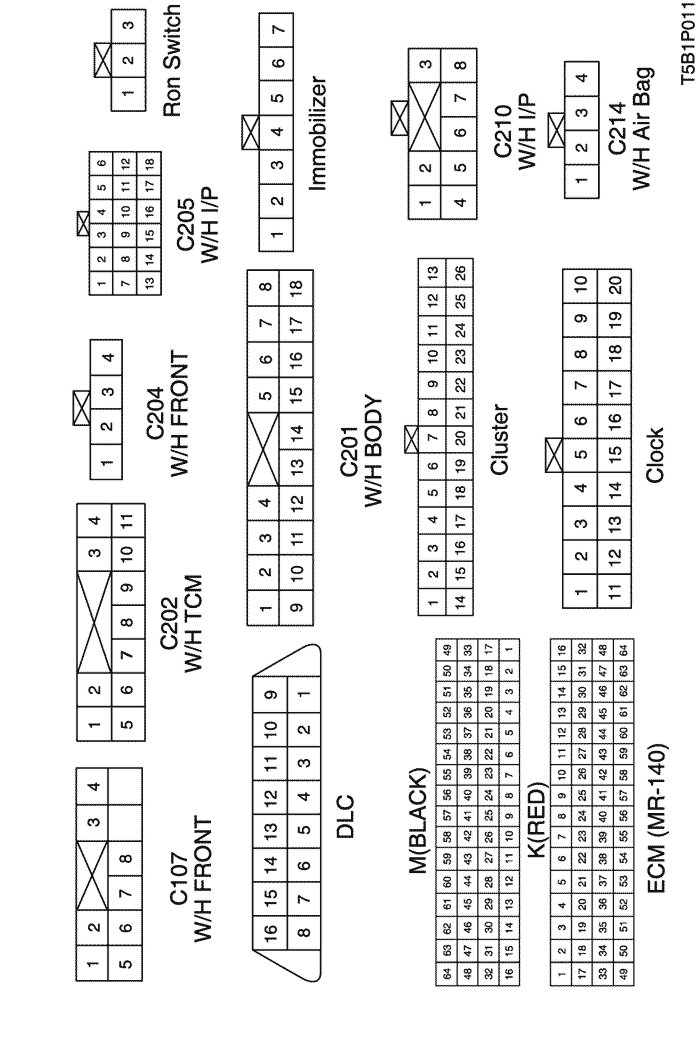 1 2 3 4
5 6 7 8
C107
W/H FRONT
1 2 3 4
5 6 7 8 9 10 11
C202
W/H TCM
1 2 3 4
C204
W/H FRONT
1 2 3 4 5 6
7 8 9 10 11 12
13 14 15 16 17 18
C205
W/H I/P
1 2 3
Ron Switch
16 15 14 13 12 11 10 9
8 7 6 5 4 3 2 1
DLC
1 2 3 4 5 6 7 8
9 10 11 12 13 14 15 16 17 18
C201
W/H BODY
1 2 3 4 5 6 7
Immobilizer
M(BLACK)
64 63 62 61 60 59 58 57 56 55 54 53 52 51 50 49
48 47 46 45 44 43 42 41 40 39 38 37 36 35 34 33
32 31 30 29 28 27 26 25 24 23 22 21 20 19 18 17
16 15 14 13 12 11 10 9 8 7 6 5 4 3 2 1
K(RED)
1 2 3 4 5 6 7 8 9 10 11 12 13 14 15 16
17 18 19 20 21 22 23 24 25 26 27 28 29 30 31 32
33 34 35 36 37 38 39 40 41 42 43 44 45 46 47 48
49 50 51 52 53 54 55 56 57 58 59 60 61 62 63 64
ECM (MR-140)
1 2 3 4 5 6 7 8 9 10 11 12 13
14 15 16 17 18 19 20 21 22 23 24 25 26
Cluster
1 2 3
4 5 6 7 8
C210
W/H I/P
1 2 3 4 5 6 7 8 9 10
11 12 13 14 15 16 17 18 19 20
Clock
1 2 3 4
C214
W/H Air Bag
T5B1P011